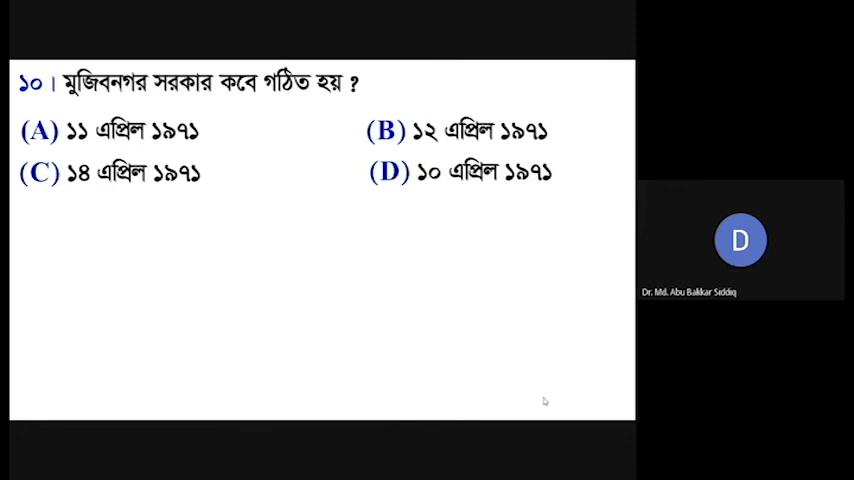 ১০। মুজিবনগর সরকার কবে গঠিত হয় ?
(A) ১১ এপ্রিল ১৯৭১ (B) ১২ এপ্রিল ১৯৭১
(C) ১৪ এপ্রিল ১৯৭১ (D) ১০ এপ্রিল ১৯৭১
D
Dr. Md. Abu Bakkar Siddiq